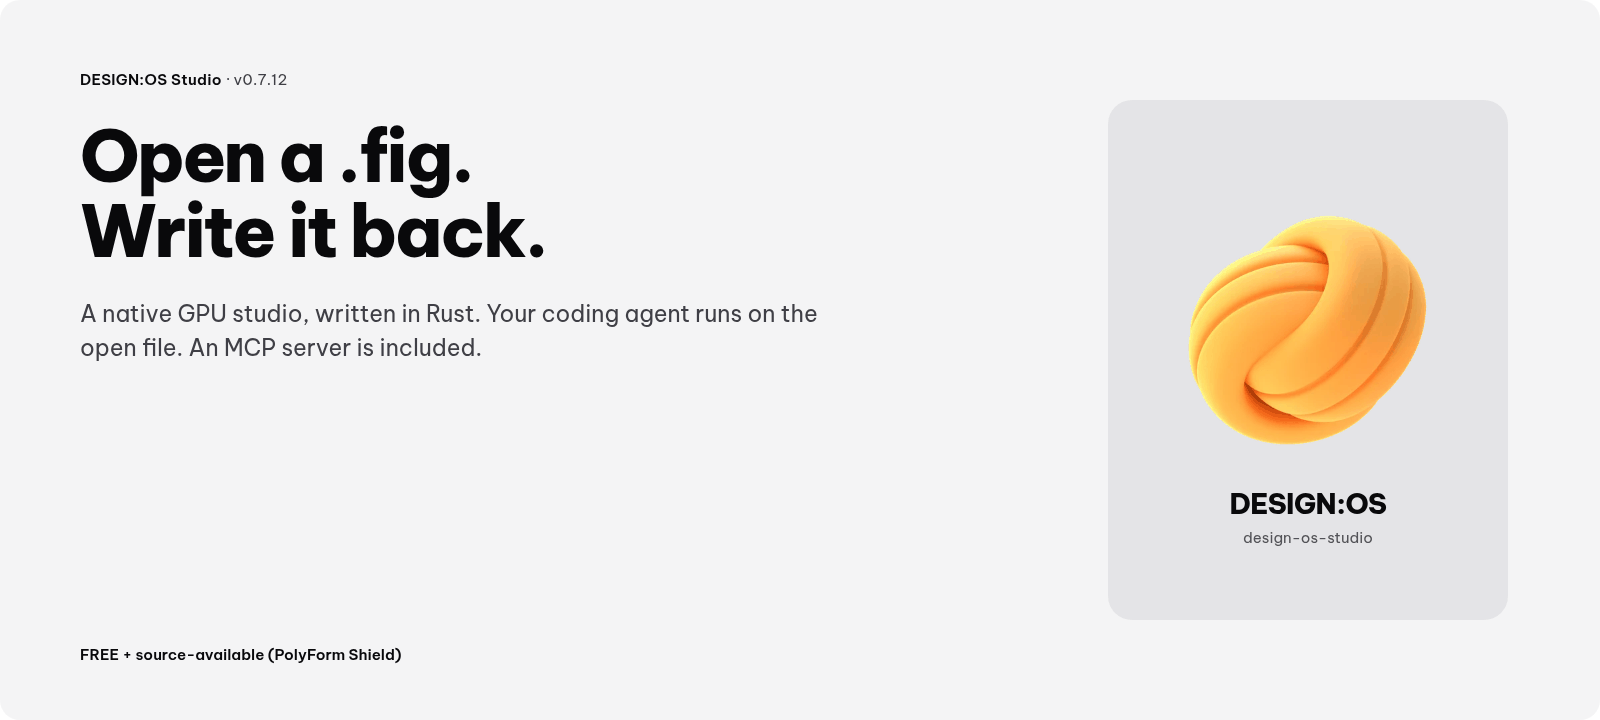 DESIGN:OS Studio · v0.7.12
Open a .fig.
Write it back.
A native GPU studio, written in Rust. Your coding agent runs on the
open file. An MCP server is included.
DESIGN:OS
design-os-studio
FREE + source-available (PolyForm Shield)